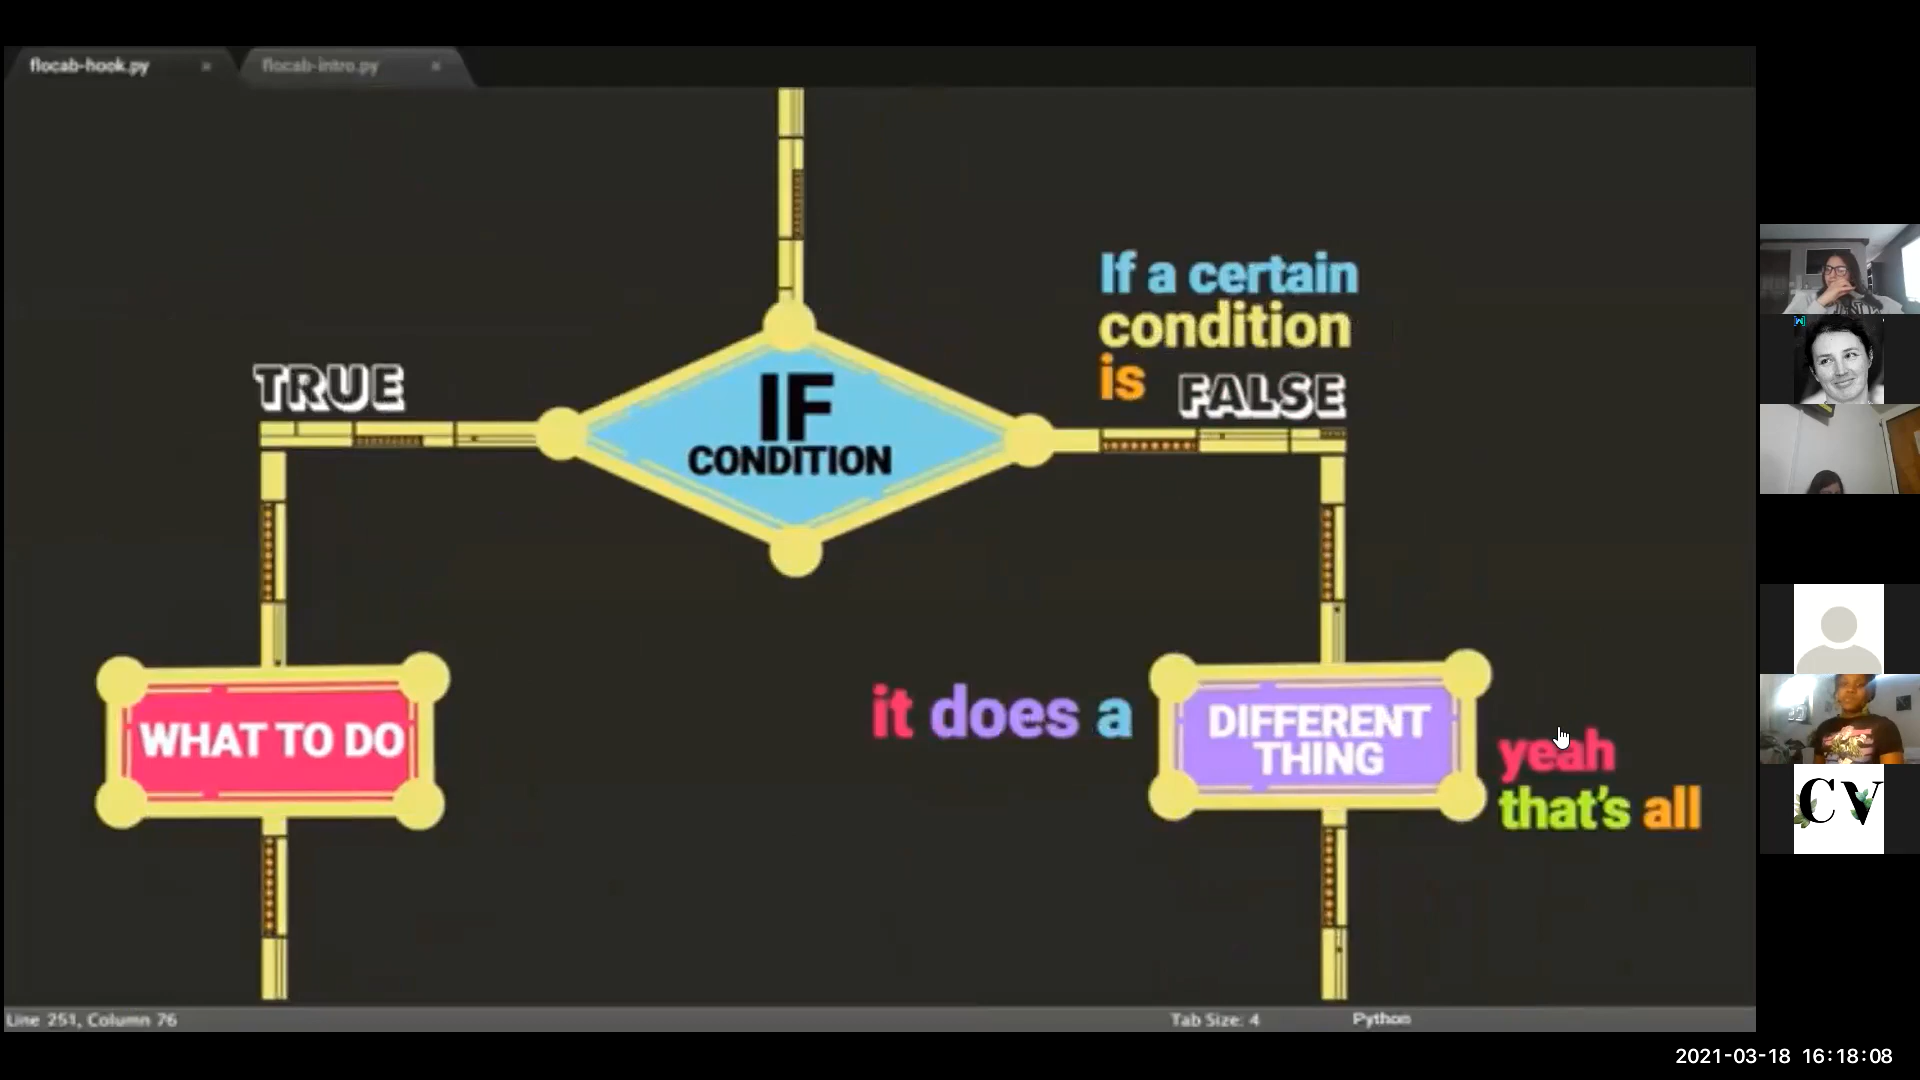 flocab-hook.py
flocab-intro.py
If a certain
condition
is FALSE
TRUE
IF
CONDITION
WHAT TO DO
it does a
DIFFERENT
THING
yeah
that's all
Line 251, Column 76
Tab Size: 4
Python
CV
2021-03-18 16:18:08